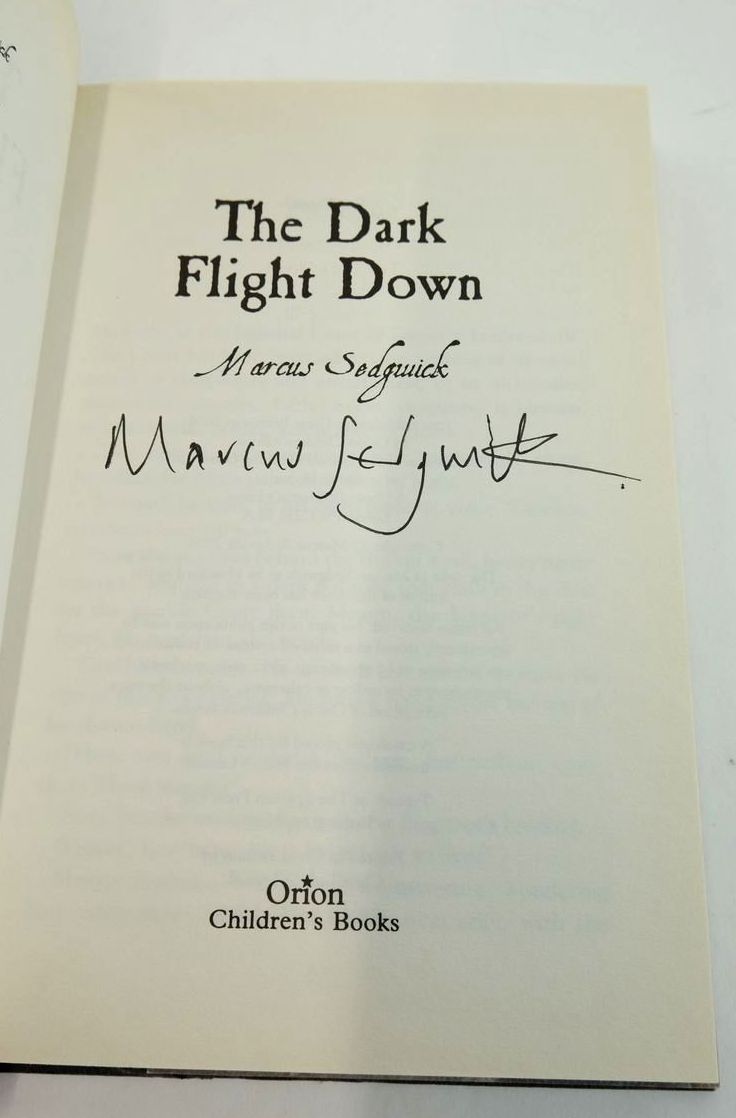 The Dark
Flight Down
Marcus Sedgwick
Marcus Sedgwick
Orion
Children's Books